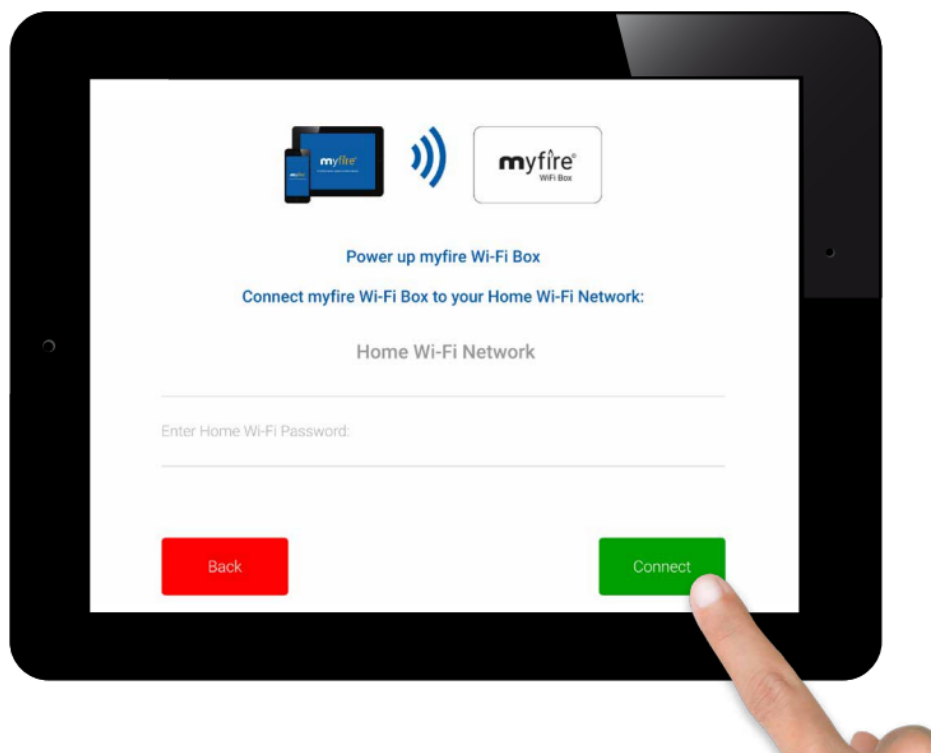 myfire®
myfire®
WiFi Box
Power up myfire Wi-Fi Box
Connect myfire Wi-Fi Box to your Home Wi-Fi Network:
Home Wi-Fi Network
Enter Home Wi-Fi Password:
Back
Connect